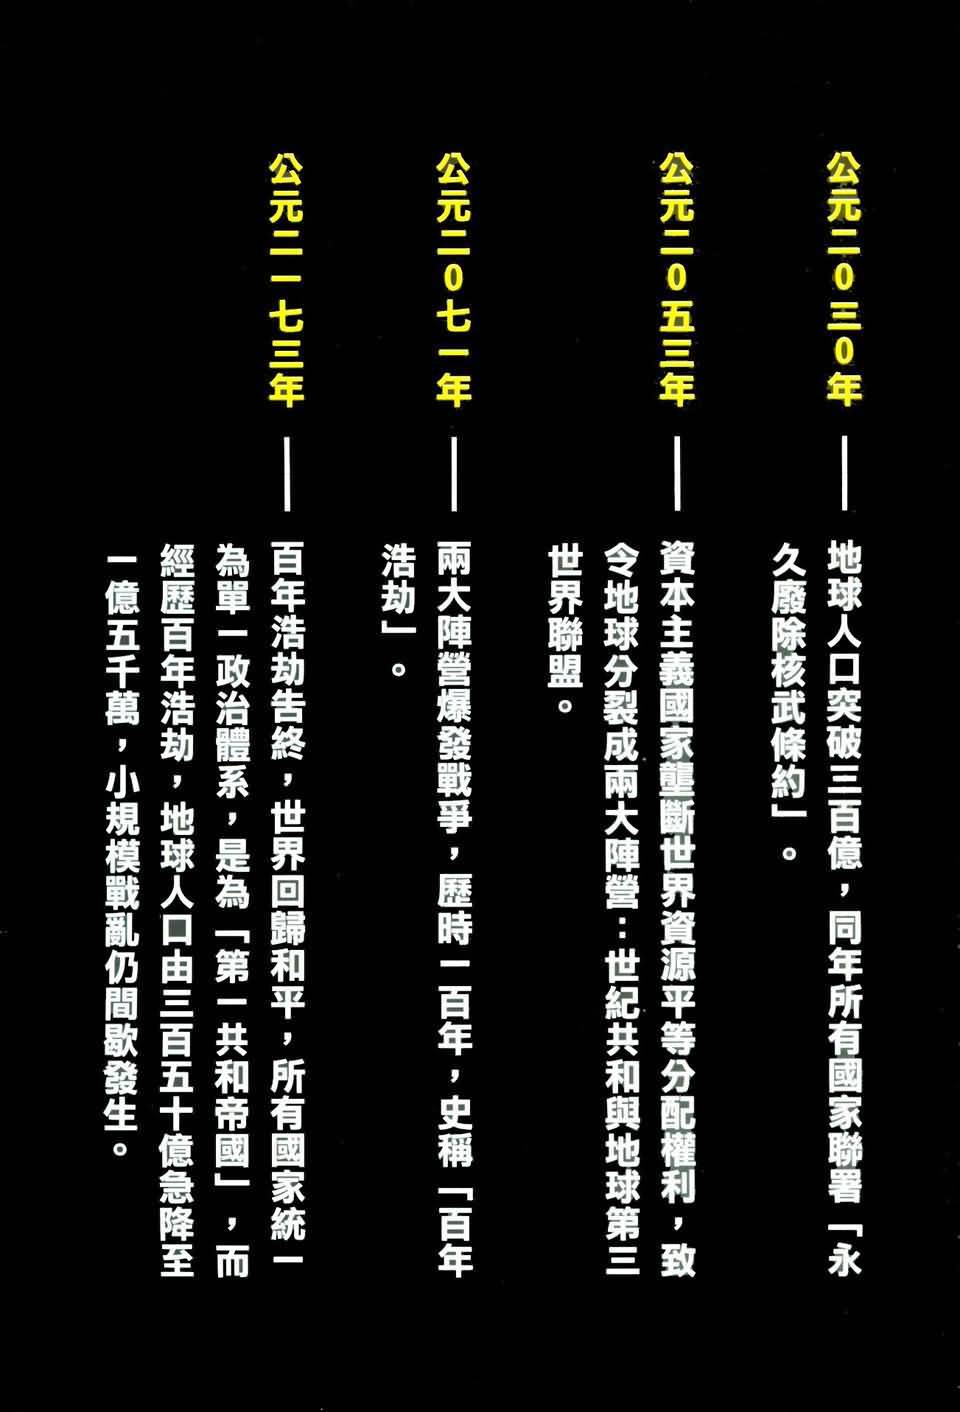 公元二0三0年——地球人口突破三百億，同年所有國家聯署「永
久廢除核武條約」。
公元二0五三年——資本主義國家壟斷世界資源平等分配權利，致
令地球分裂成兩大陣營：世紀共和與地球第三
世界聯盟。
公元二0七一年——兩大陣營爆發戰爭，歷時一百年，史稱「百年
浩劫」。
公元二一七三年——百年浩劫告終，世界回歸和平，所有國家統一
為單一政治體系，是為「第一共和帝國」，而
經歷百年浩劫，地球人口由三百五十億急降至
一億五千萬，小規模戰亂仍間歇發生。